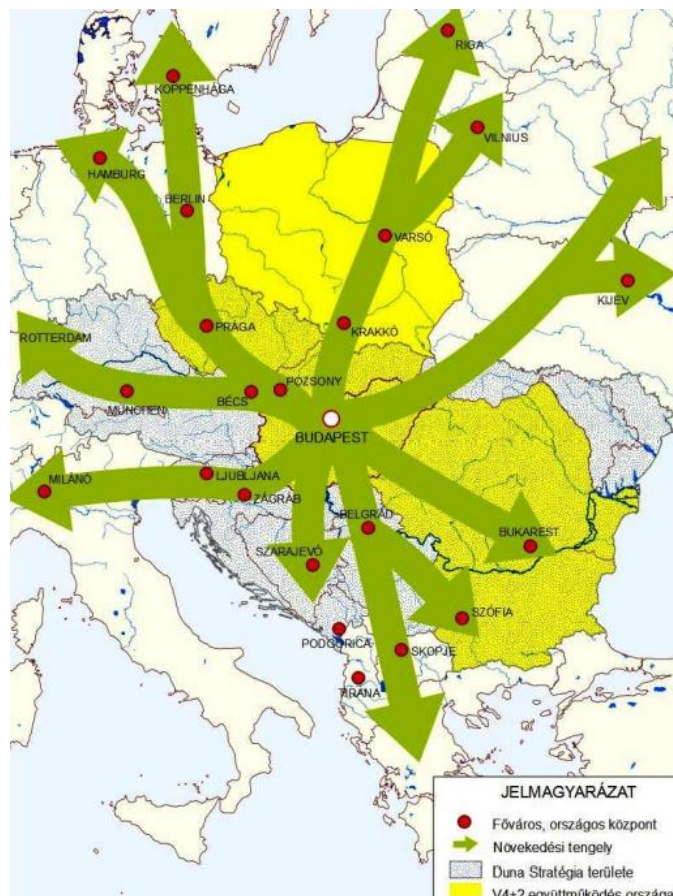 RIGA
KOPPENHÁGA
VILNIUS
HAMBURG
BERLIN
VARSÓ
KIJEV
KRAKKÓ
PRÁGA
ROTTERDAM
POZSONY
MÜNCHEN
BÉCS
BUDAPEST
LJUBLJANA
MILÁNÓ
ZÁGRÁB
BELGRÁD
BUKAREST
SZARAJEVÓ
SZÓFIA
PODGORICA
SKOPJE
TIRANA
JELMAGYARÁZAT
Főváros, országos központ
Növekedési tengely
Duna Stratégia területe
V4+2 együttműködés országa